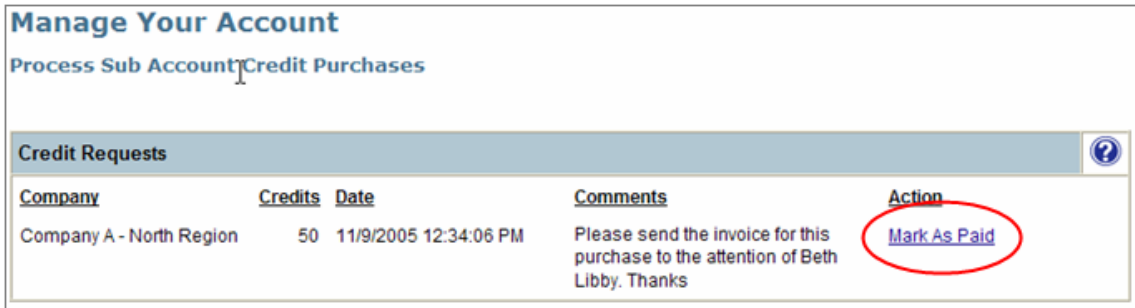 Manage Your Account
Process Sub Account Credit Purchases
Credit Requests ?
Company Credits Date Comments Action
Company A - North Region 50 11/9/2005 12:34:06 PM Please send the invoice for this Mark As Paid
purchase to the attention of Beth
Libby. Thanks